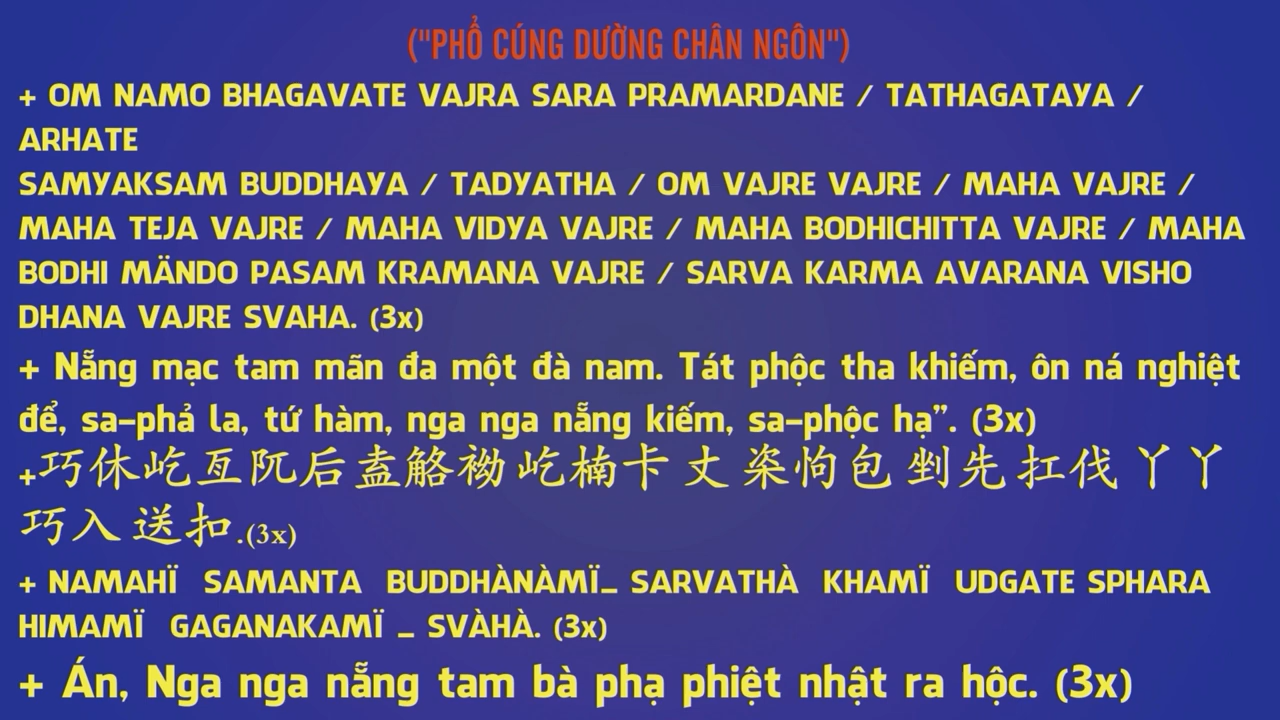 ("PHỔ CÚNG DƯỜNG CHÂN NGÔN")
+ OM NAMO BHAGAVATE VAJRA SARA PRAMARDANE / TATHAGATAYA /
ARHATE
SAMYAKSAM BUDDHAYA / TADYATHA / OM VAJRE VAJRE / MAHA VAJRE /
MAHA TEJA VAJRE / MAHA VIDYA VAJRE / MAHA BODHICHITTA VAJRE / MAHA
BODHI MÄNDO PASAM KRAMANA VAJRE / SARVA KARMA AVARANA VISHO
DHANA VAJRE SVAHA. (3x)
+ Nẵng mạc tam mãn đa một đà nam. Tát phộc tha khiếm, ôn ná nghiệt
để, sa-phả la, tứ hàm, nga nga nẵng kiếm, sa-phộc hạ”. (3x)
+巧休屹亙阢后盍觡袎屹楠卡丈栥怐包剉先扛伐丫丫
巧入送扣.(3x)
+ NAMAHÏ SAMANTA BUDDHÀNÀMÏ_ SARVATHÀ KHAMÏ UDGATE SPHARA
HIMAMÏ GAGANAKAMÏ _ SVÀHÀ. (3x)
+ Án, Nga nga nẵng tam bà phạ phiệt nhật ra hộc. (3x)